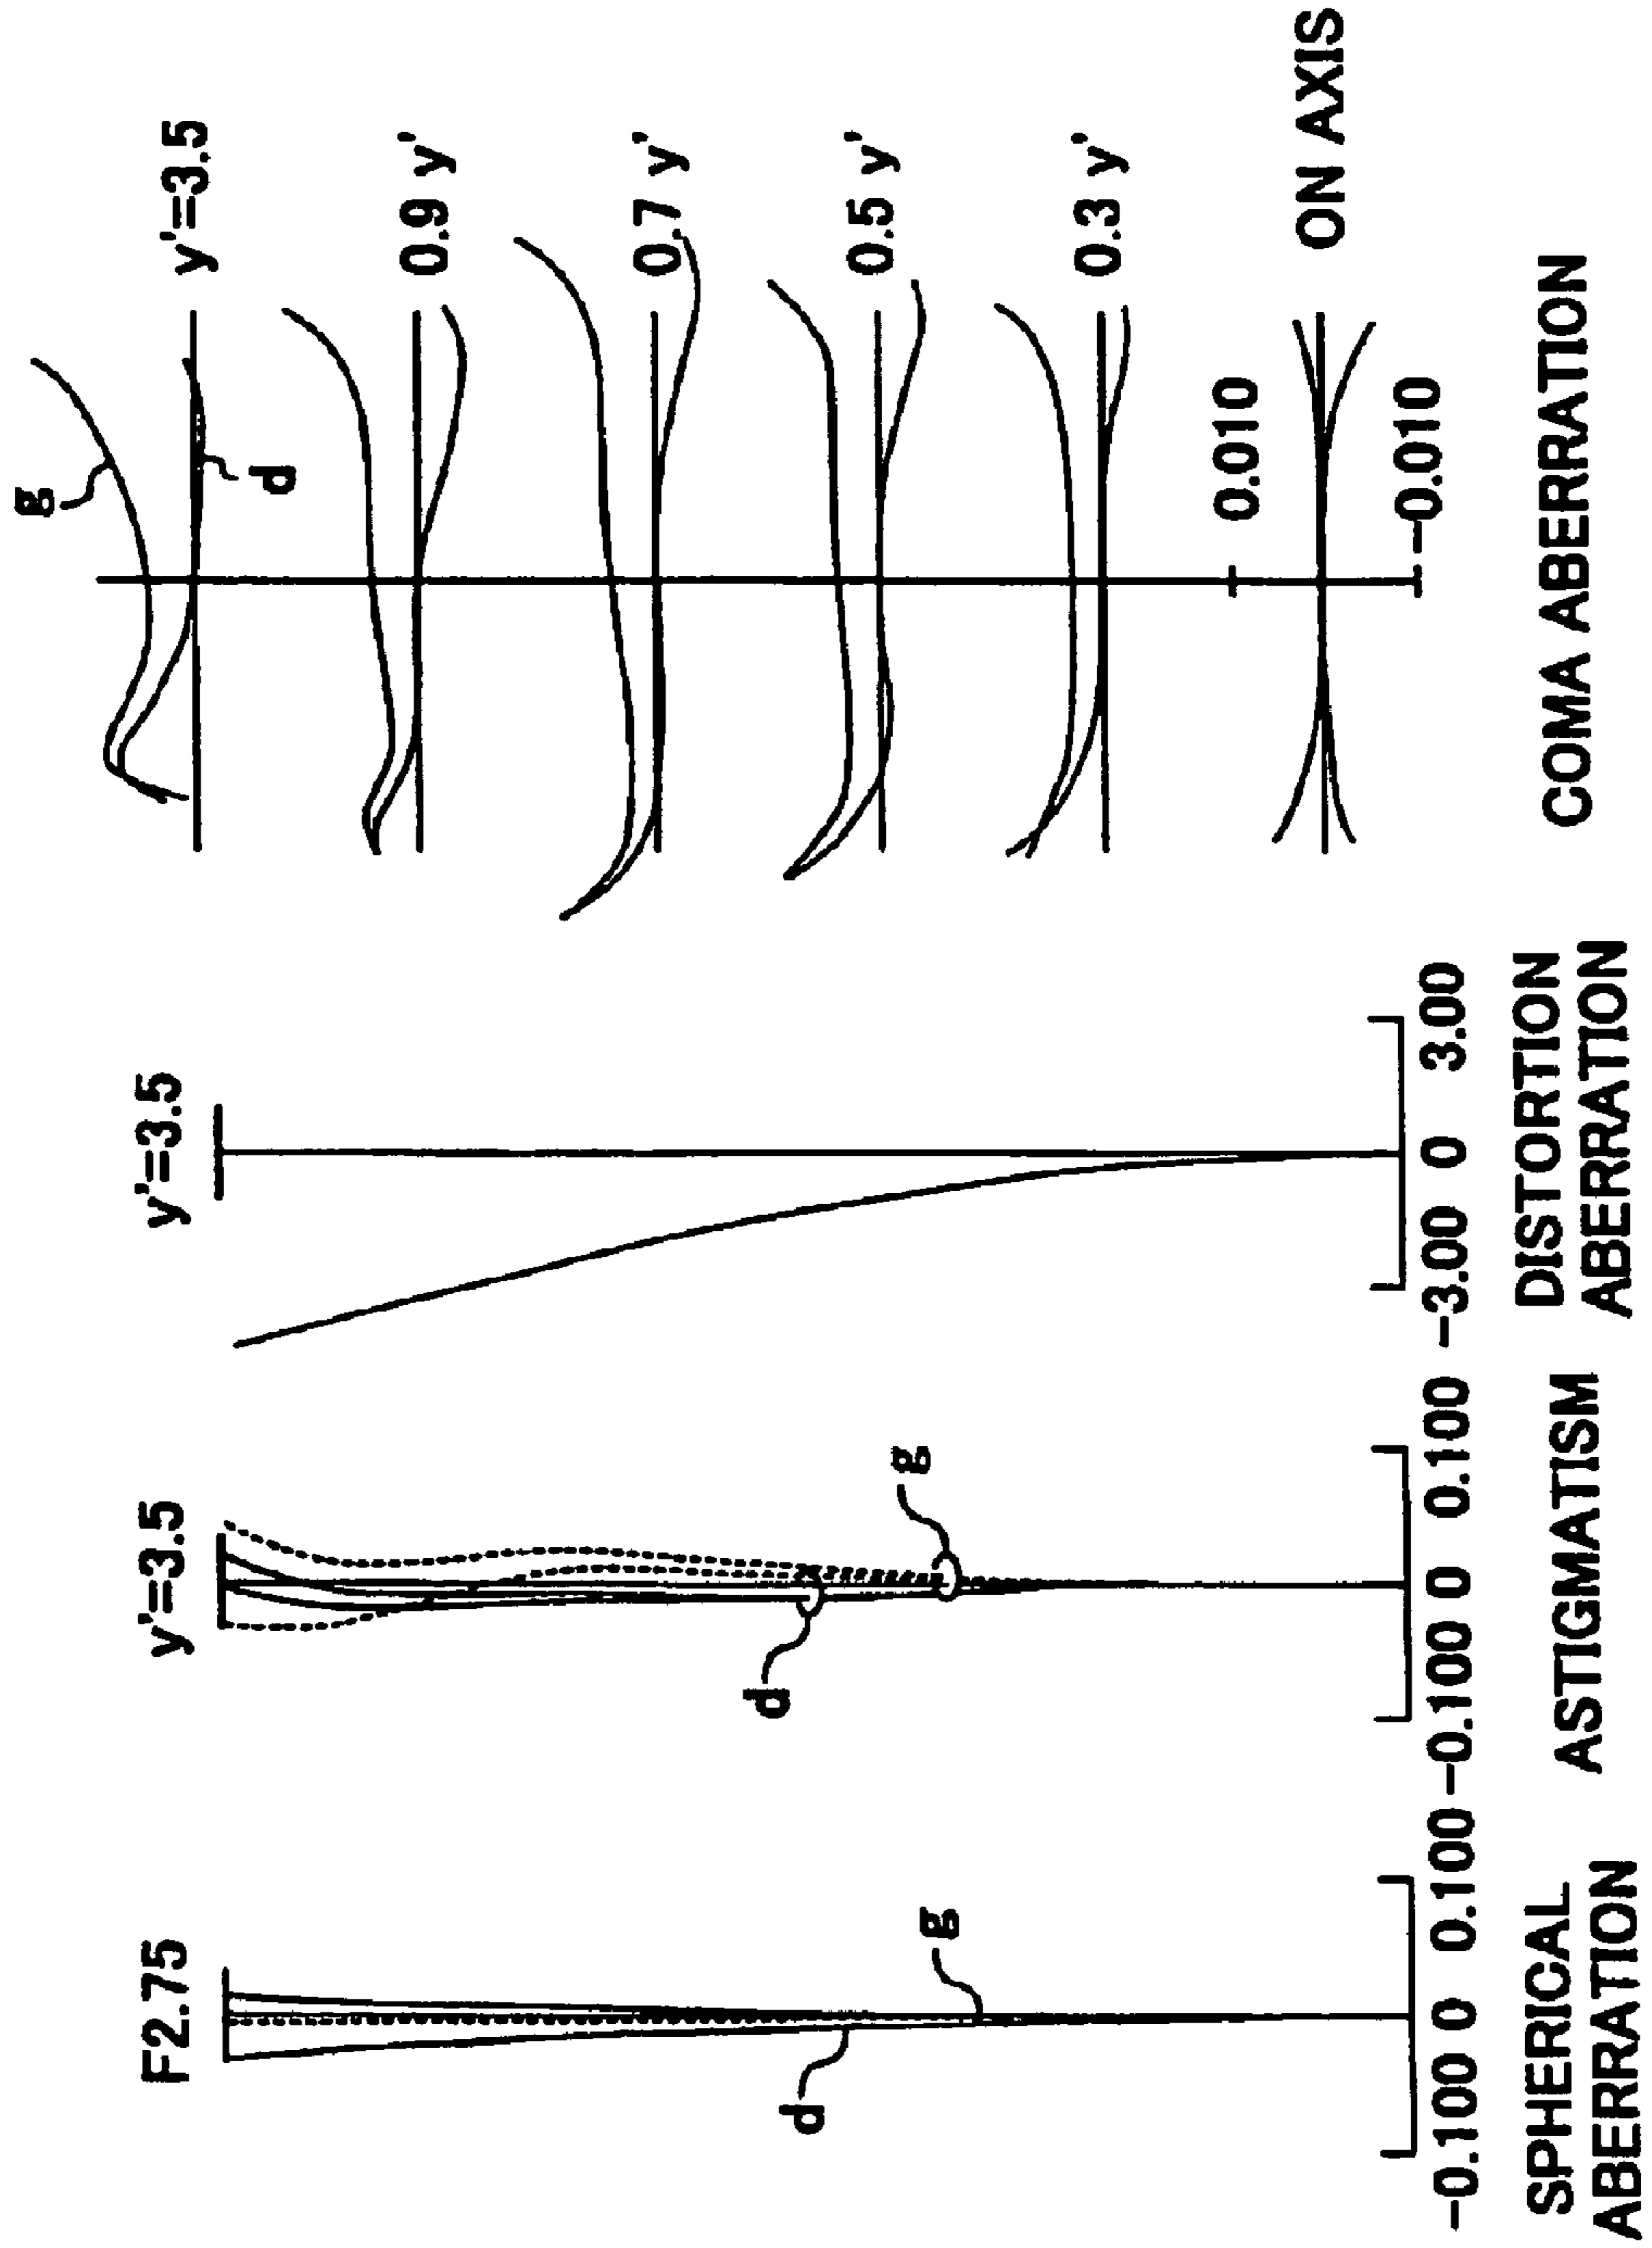 F2.75
d
g
-0.100 0 0.100
SPHERICAL
ABERRATION
y'=3.5
d
g
-0.100 0 0.100
ASTIGMATISM
y'=3.5
-3.00 0 3.00
DISTORTION
ABERRATION
g
d
y'=3.5
0.9 y'
0.7 y'
0.5 y'
0.3 y'
0.010
ON AXIS
-0.010
COMA ABERRATION